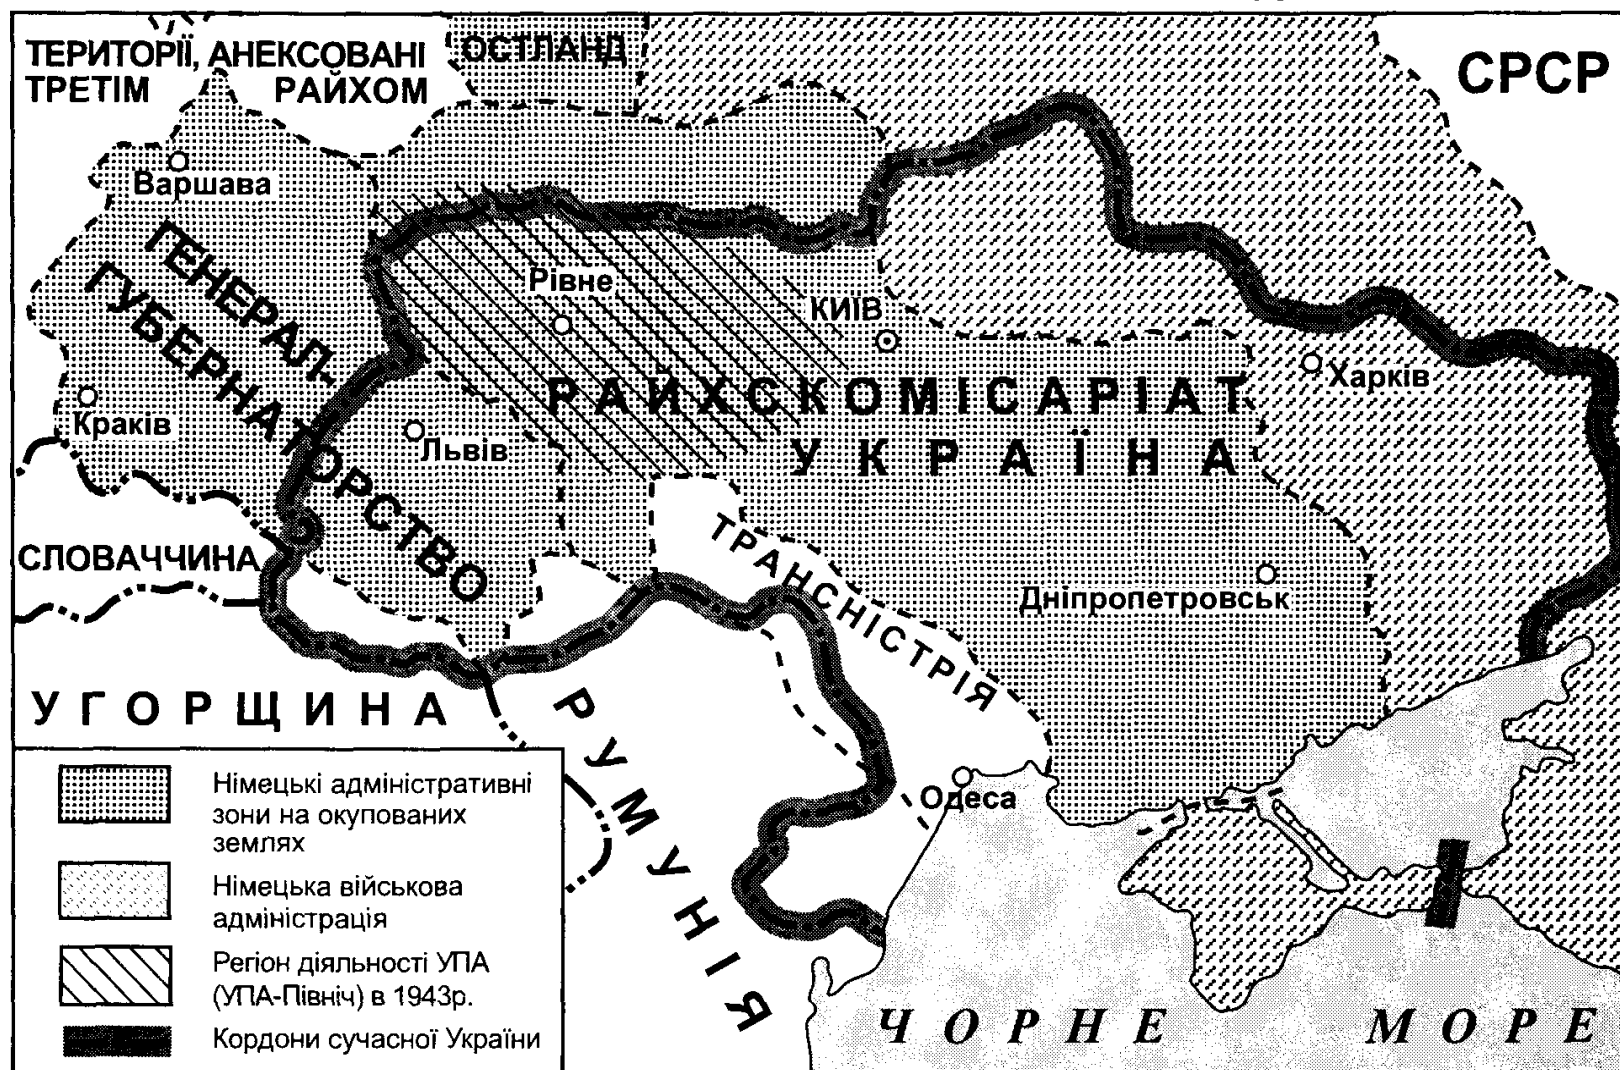 ТЕРИТОРІЇ, АНЕКСОВАНІ
ТРЕТІМ РАЙХОМ
ОСТЛАНД
СРСР
Варшава
ГЕНЕРАЛ-
ГУБЕРНАТОРСТВО
Рівне
КИЇВ
Харків
РАЙХСКОМІСАРІАТ
УКРАЇНА
Краків
Львів
СЛОВАЧЧИНА
ТРАНСНІСТРІЯ
Дніпропетровськ
УГОРЩИНА
РУМУНІЯ
Одеса
Німецькі адміністративні
зони на окупованих
землях
Німецька військова
адміністрація
Регіон діяльності УПА
(УПА-Північ) в 1943р.
Кордони сучасної України
ЧОРНЕ МОРЕ